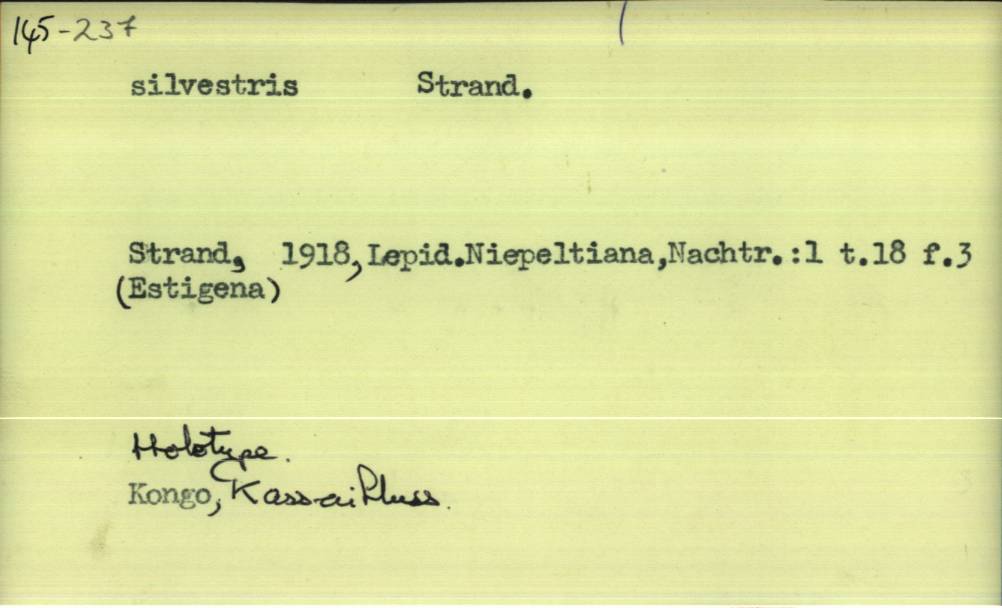 145-237
silvestris Strand.
Strand, 1918, Lepid.Niepeltiana,Nachtr.:1 t.18 f.3
(Estigena)
Holotype.
Kongo, Kassai Fluss.